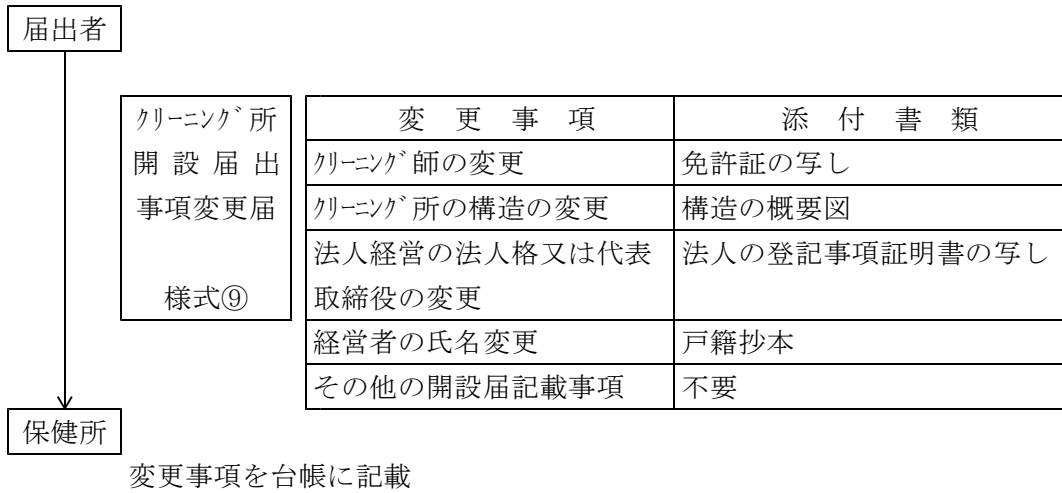 届出者
ｸﾘｰﾆﾝｸﾞ所
開設届出
事項変更届
様式⑨
変更事項 添付書類
ｸﾘｰﾆﾝｸﾞ師の変更 免許証の写し
ｸﾘｰﾆﾝｸﾞ所の構造の変更 構造の概要図
法人経営の法人格又は代表 法人の登記事項証明書の写し
取締役の変更
経営者の氏名変更 戸籍抄本
その他の開設届記載事項 不要
保健所
変更事項を台帳に記載